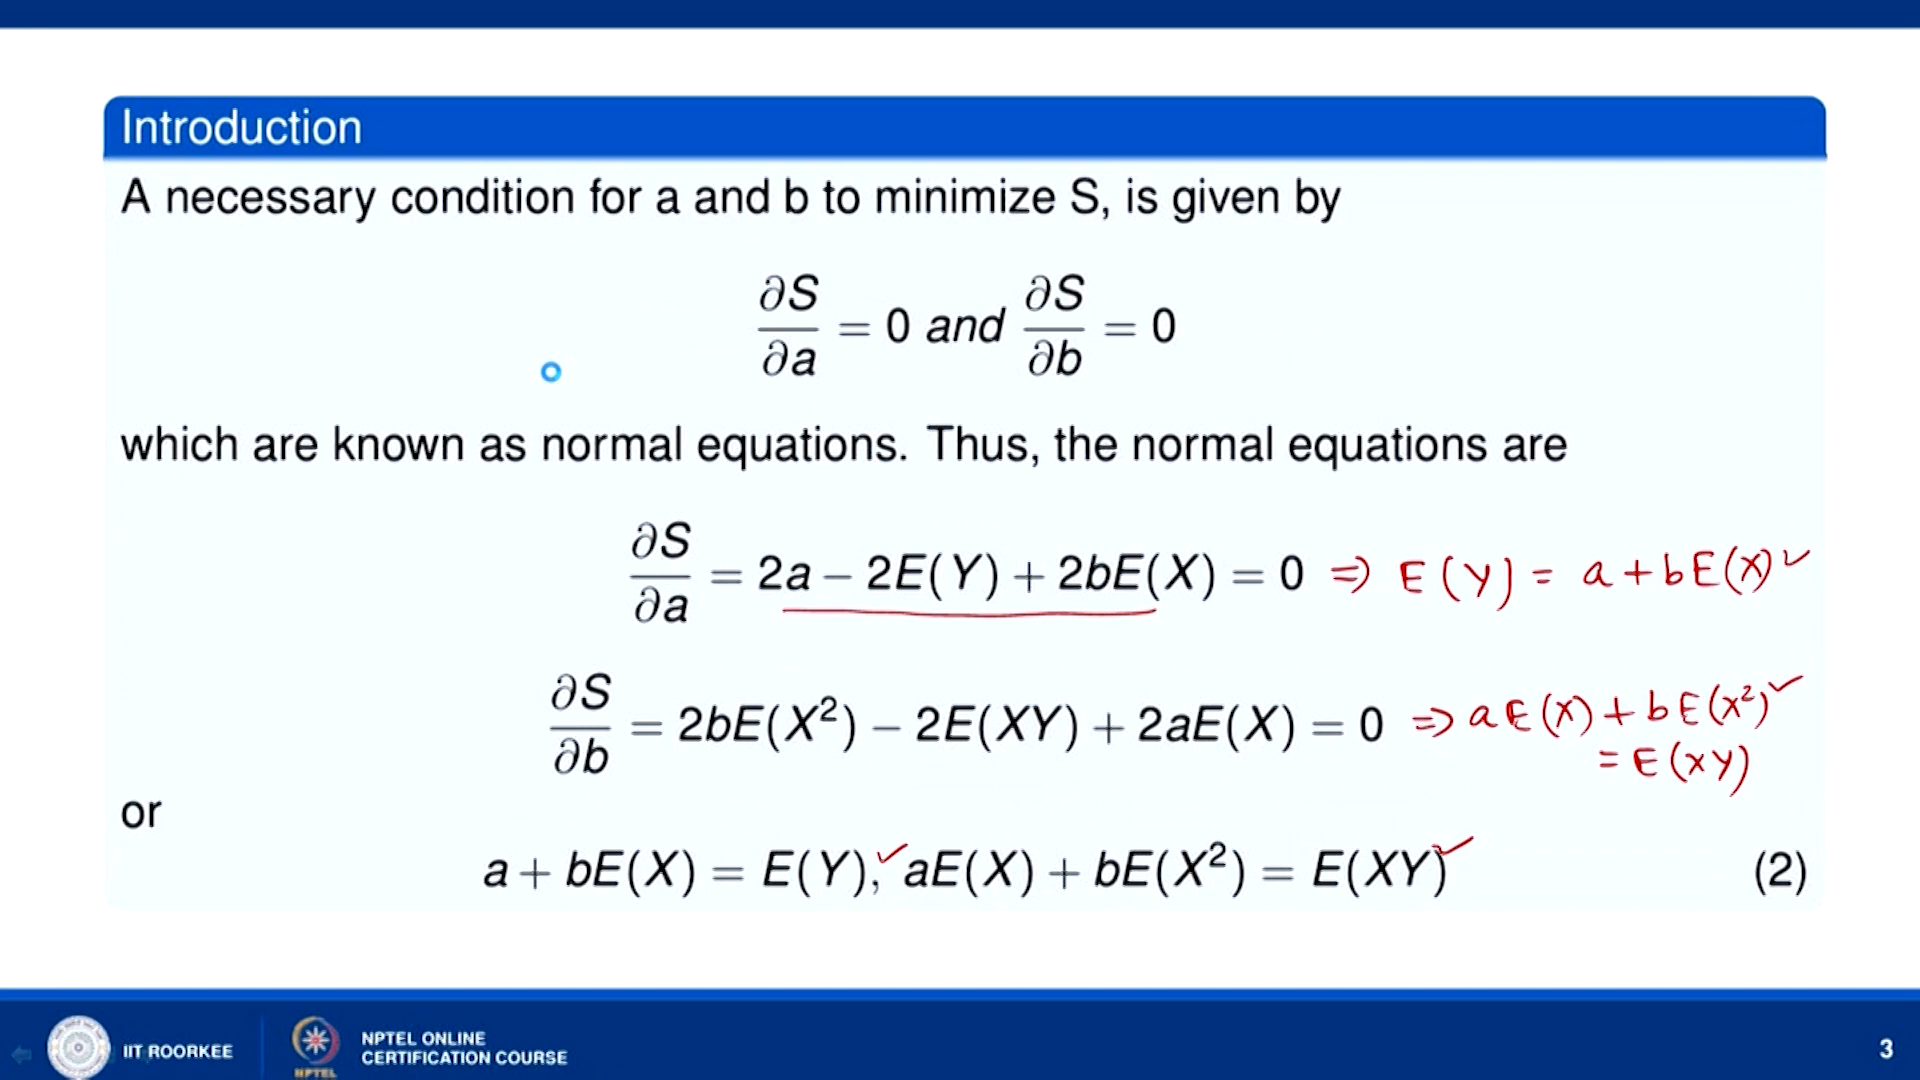 Introduction
A necessary condition for a and b to minimize S, is given by
∂S/∂a = 0 and ∂S/∂b = 0
which are known as normal equations. Thus, the normal equations are
∂S/∂a = 2a − 2E(Y) + 2bE(X) = 0 ⇒ E(Y) = a + bE(X) ✓
∂S/∂b = 2bE(X²) − 2E(XY) + 2aE(X) = 0 ⇒ aE(X) + bE(X²) ✓
= E(XY)
or
a + bE(X) = E(Y), ✓ aE(X) + bE(X²) = E(XY) ✓ (2)
IIT ROORKEE
NPTEL
NPTEL ONLINE
CERTIFICATION COURSE
3